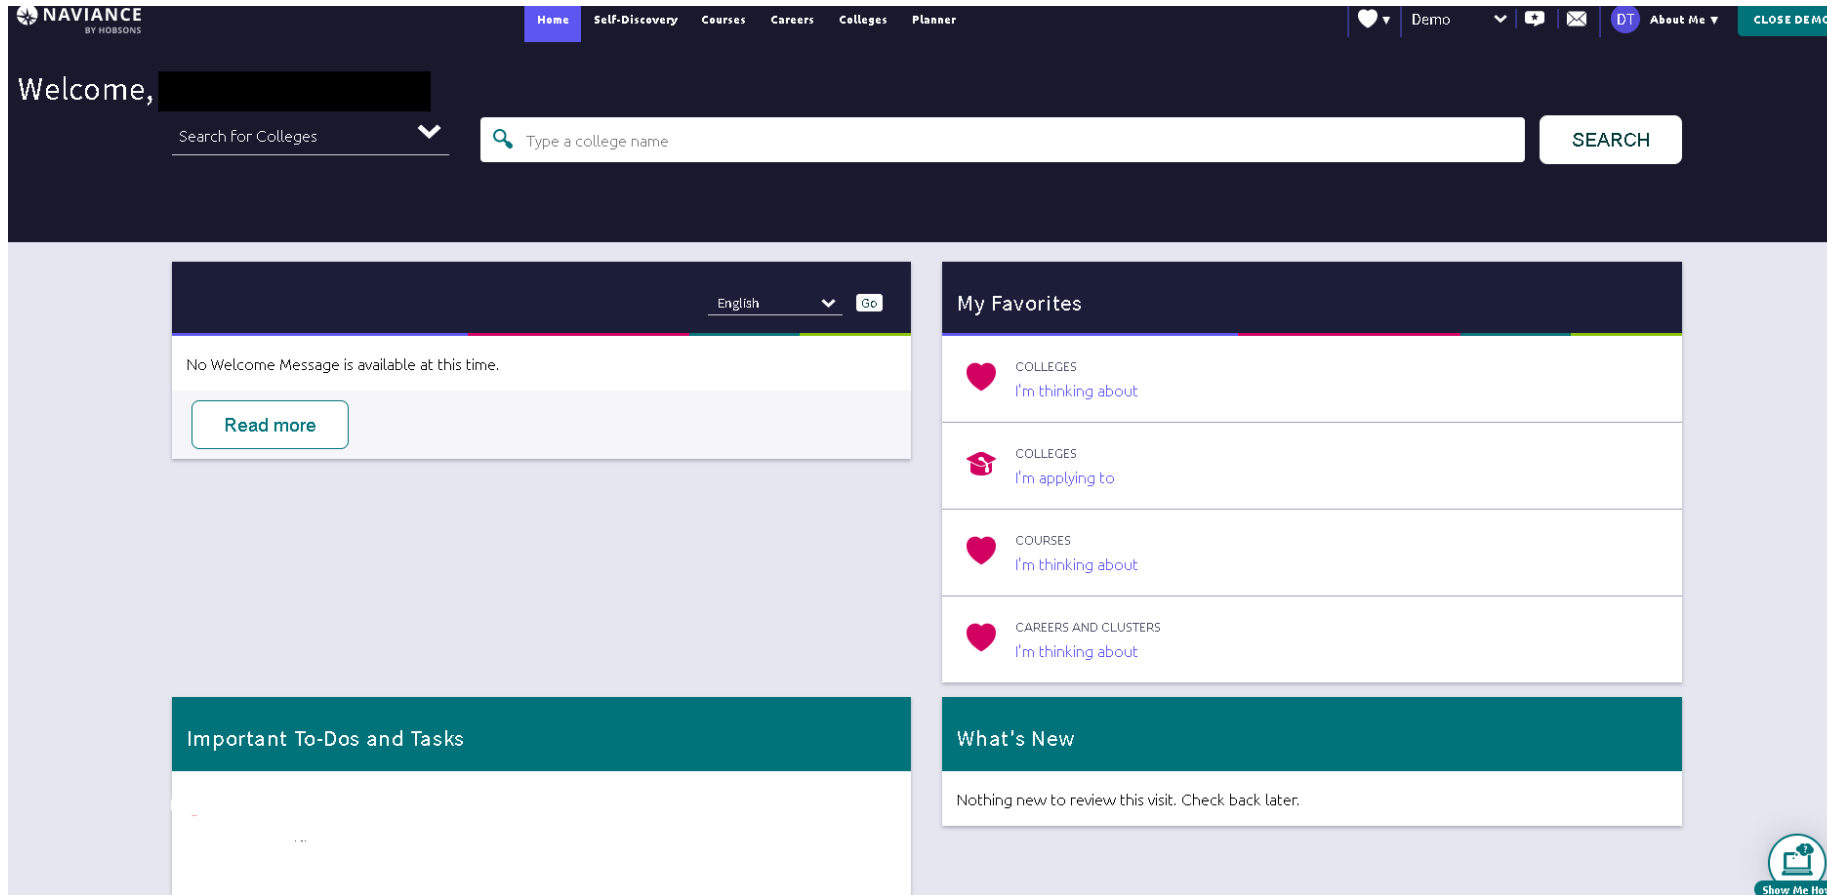 NAVIANCE
BY HOBSONS
Home Self-Discovery Courses Careers Colleges Planner
Demo
DT About Me
CLOSE DEMO
Welcome,
Search for Colleges
Type a college name
SEARCH
English
Go
No Welcome Message is available at this time.
Read more
My Favorites
COLLEGES
I'm thinking about
COLLEGES
I'm applying to
COURSES
I'm thinking about
CAREERS AND CLUSTERS
I'm thinking about
Important To-Dos and Tasks
What's New
Nothing new to review this visit. Check back later.
Show Me How